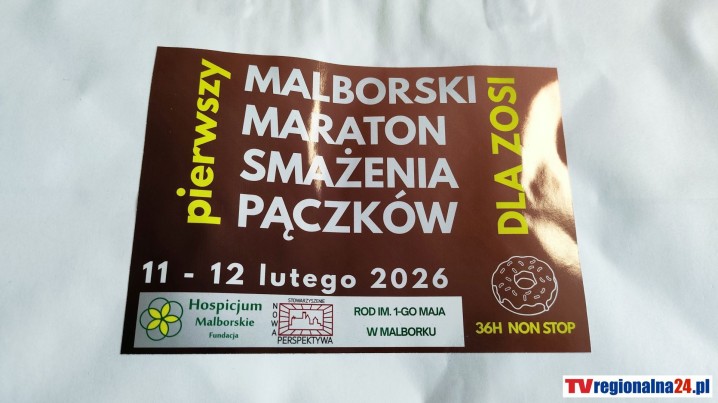 pierwszy
MALBORSKI
MARATON
SMAŻENIA
PĄCZKÓW
DLA ZOSI
11 - 12 lutego 2026
36H NON STOP
Hospicjum
Malborskie
Fundacja
STOWARZYSZENIE
NOWA
PERSPEKTYWA
ROD IM. 1-GO MAJA
W MALBORKU
TVregionalna24.pl